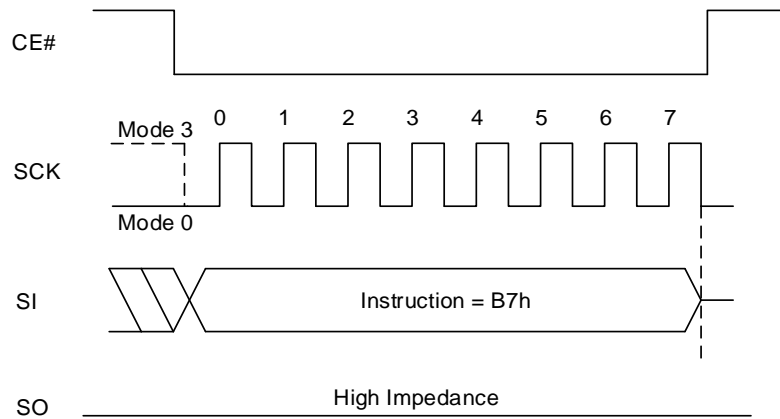 CE#
0 1 2 3 4 5 6 7
Mode 3
SCK
Mode 0
SI
Instruction = B7h
High Impedance
SO